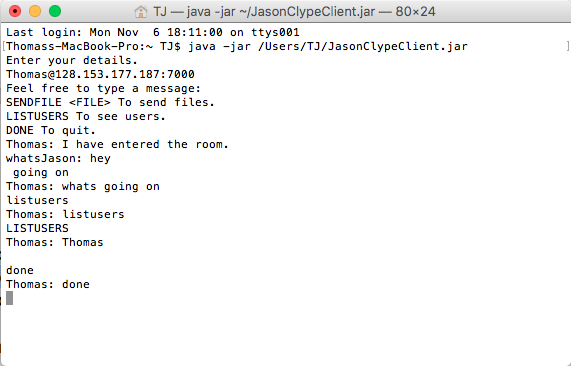 TJ — java -jar ~/JasonClypeClient.jar — 80×24
Last login: Mon Nov  6 18:11:00 on ttys001
[Thomass-MacBook-Pro:~ TJ$ java -jar /Users/TJ/JasonClypeClient.jar ]
Enter your details.
Thomas@128.153.177.187:7000
Feel free to type a message:
SENDFILE <FILE> To send files.
LISTUSERS To see users.
DONE To quit.
Thomas: I have entered the room.
whatsJason: hey
 going on
Thomas: whats going on
listusers
Thomas: listusers
LISTUSERS
Thomas: Thomas
done
Thomas: done